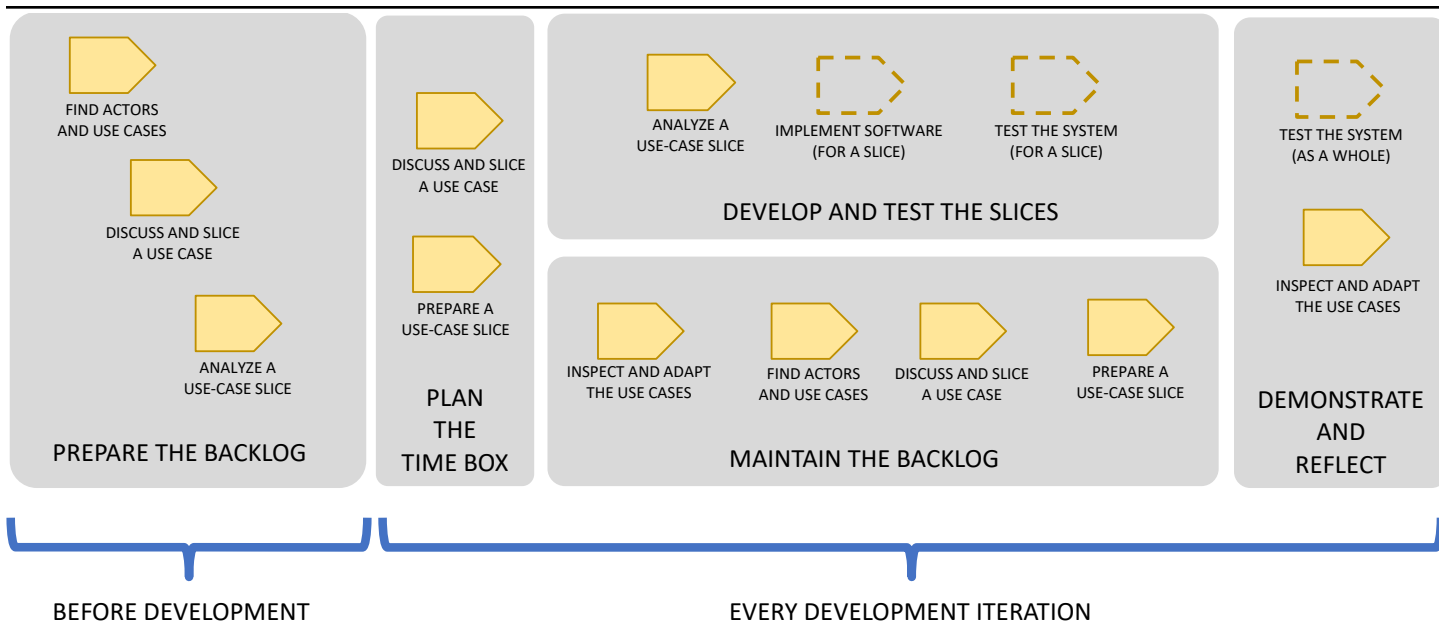 FIND ACTORS
AND USE CASES
DISCUSS AND SLICE
A USE CASE
ANALYZE A
USE-CASE SLICE
PREPARE THE BACKLOG
DISCUSS AND SLICE
A USE CASE
PREPARE A
USE-CASE SLICE
PLAN
THE
TIME BOX
ANALYZE A
USE-CASE SLICE
IMPLEMENT SOFTWARE
(FOR A SLICE)
TEST THE SYSTEM
(FOR A SLICE)
DEVELOP AND TEST THE SLICES
INSPECT AND ADAPT
THE USE CASES
FIND ACTORS
AND USE CASES
DISCUSS AND SLICE
A USE CASE
PREPARE A
USE-CASE SLICE
MAINTAIN THE BACKLOG
TEST THE SYSTEM
(AS A WHOLE)
INSPECT AND ADAPT
THE USE CASES
DEMONSTRATE
AND
REFLECT
BEFORE DEVELOPMENT
EVERY DEVELOPMENT ITERATION